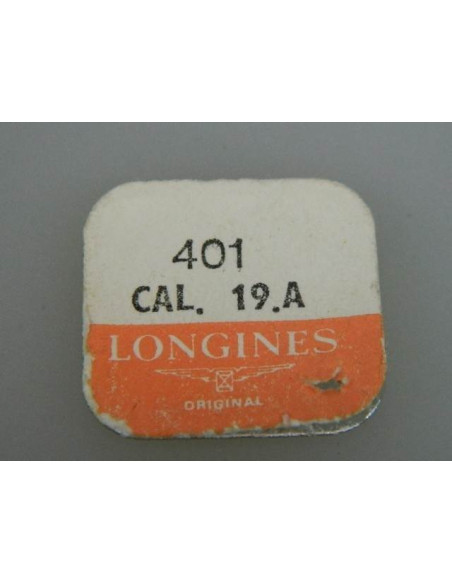 401
CAL. 19.A
LONGINES
ORIGINAL